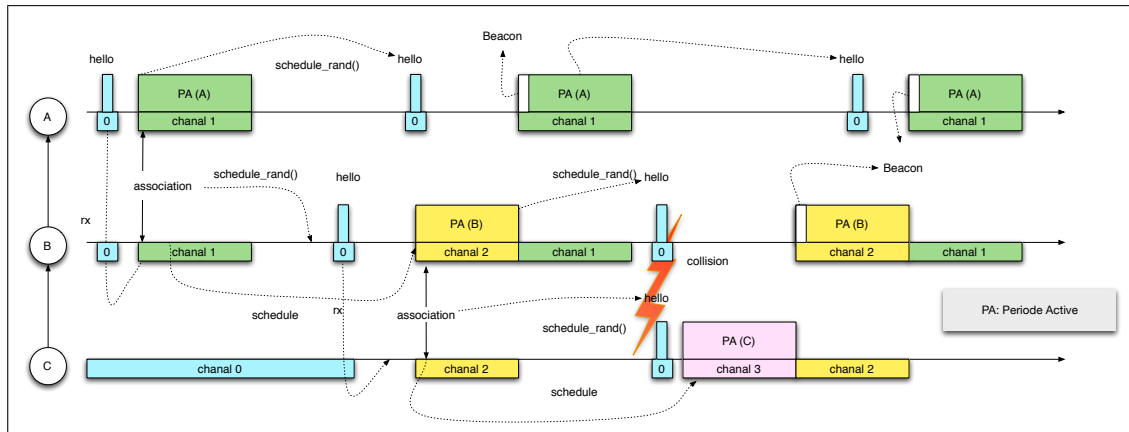 Beacon
hello
hello
hello
schedule_rand()
PA (A)
PA (A)
PA (A)
A
0
chanal 1
0
chanal 1
0
chanal 1
association
schedule_rand()
hello
schedule_rand()
hello
Beacon
rx
PA (B)
PA (B)
B
0
chanal 1
0
chanal 2
chanal 1
0
chanal 2
chanal 1
collision
hello
schedule
rx
association
schedule_rand()
PA: Periode Active
PA (C)
C
chanal 0
chanal 2
0
chanal 3
chanal 2
schedule